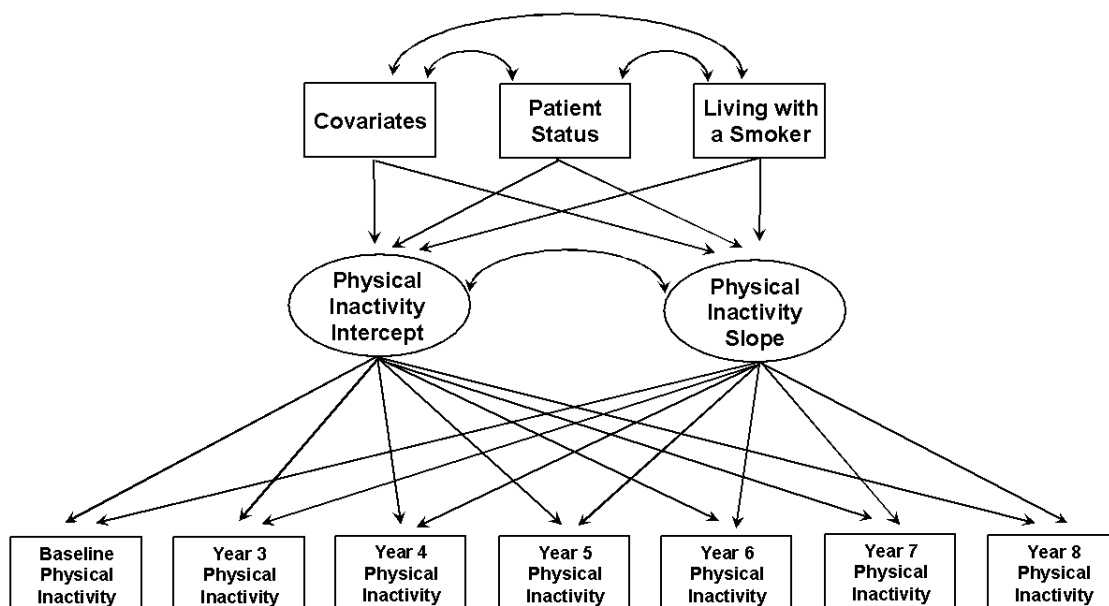 Covariates
Patient
Status
Living with
a Smoker
Physical
Inactivity
Intercept
Physical
Inactivity
Slope
Baseline
Physical
Inactivity
Year 3
Physical
Inactivity
Year 4
Physical
Inactivity
Year 5
Physical
Inactivity
Year 6
Physical
Inactivity
Year 7
Physical
Inactivity
Year 8
Physical
Inactivity